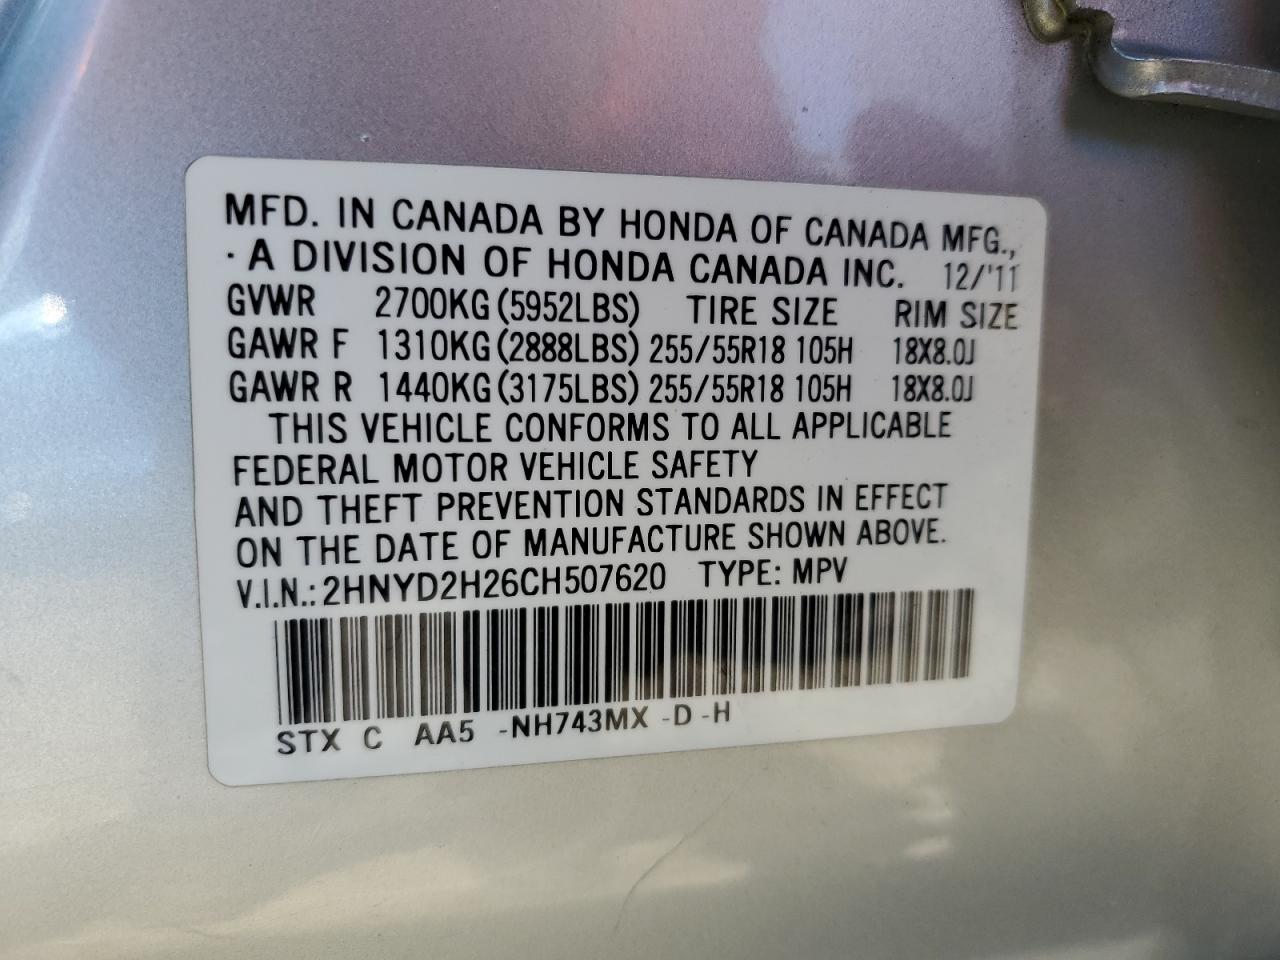 MFD. IN CANADA BY HONDA OF CANADA MFG.,
· A DIVISION OF HONDA CANADA INC. 12/'11
GVWR 2700KG (5952LBS) TIRE SIZE RIM SIZE
GAWR F 1310KG (2888LBS) 255/55R18 105H 18X8.0J
GAWR R 1440KG (3175LBS) 255/55R18 105H 18X8.0J
THIS VEHICLE CONFORMS TO ALL APPLICABLE
FEDERAL MOTOR VEHICLE SAFETY
AND THEFT PREVENTION STANDARDS IN EFFECT
ON THE DATE OF MANUFACTURE SHOWN ABOVE.
V.I.N.: 2HNYD2H26CH507620 TYPE: MPV
STX C AA5 -NH743MX -D -H